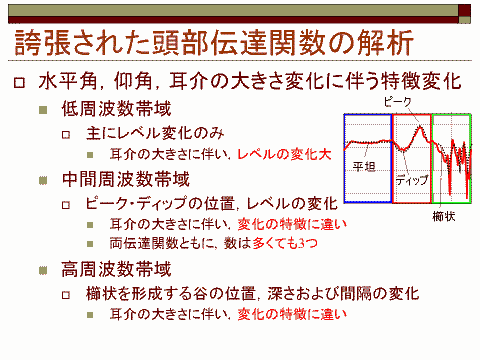 誇張された頭部伝達関数の解析
水平角，仰角，耳介の大きさ変化に伴う特徴変化
低周波数帯域
主にレベル変化のみ
耳介の大きさに伴い，レベルの変化大
中間周波数帯域
ピーク・ディップの位置，レベルの変化
耳介の大きさに伴い，変化の特徴に違い
両伝達関数ともに，数は多くても3つ
高周波数帯域
櫛状を形成する谷の位置，深さおよび間隔の変化
耳介の大きさに伴い，変化の特徴に違い
ピーク
平坦
ディップ
櫛状